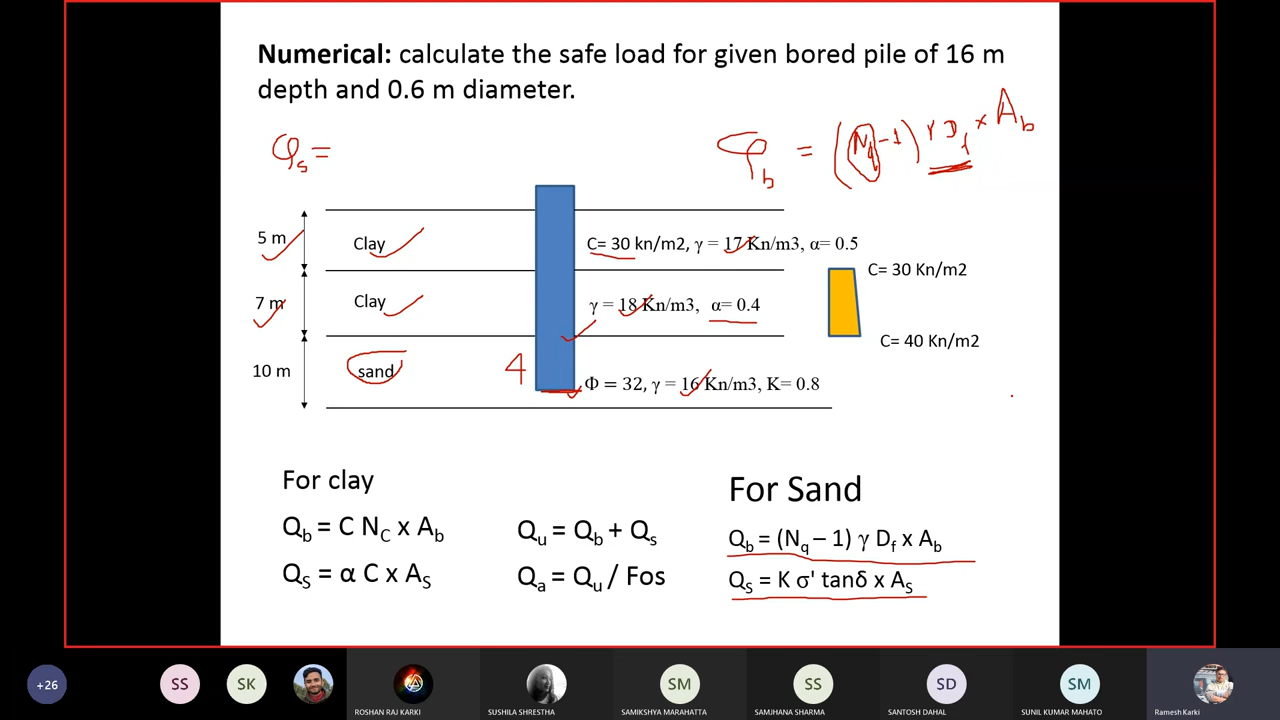 Numerical: calculate the safe load for given bored pile of 16 m
depth and 0.6 m diameter.
Qs =
Qb = (Nq-1) γ Df × Ab
5 m
Clay
C= 30 kn/m2, γ = 17 Kn/m3, α= 0.5
C= 30 Kn/m2
7 m
Clay
γ = 18 Kn/m3, α= 0.4
C= 40 Kn/m2
10 m
sand
4
Φ = 32, γ = 16 Kn/m3, K= 0.8
For clay
Qb = C NC x Ab
QS = α C x AS
Qu = Qb + Qs
Qa = Qu / Fos
For Sand
Qb = (Nq – 1) γ Df x Ab
QS = K σ' tanδ x AS
+26
SS
SK
ROSHAN RAJ KARKI
SUSHILA SHRESTHA
SM
SAMIKSHYA MARAHATTA
SS
SAMJHANA SHARMA
SD
SANTOSH DAHAL
SM
SUNIL KUMAR MAHATO
Ramesh Karki